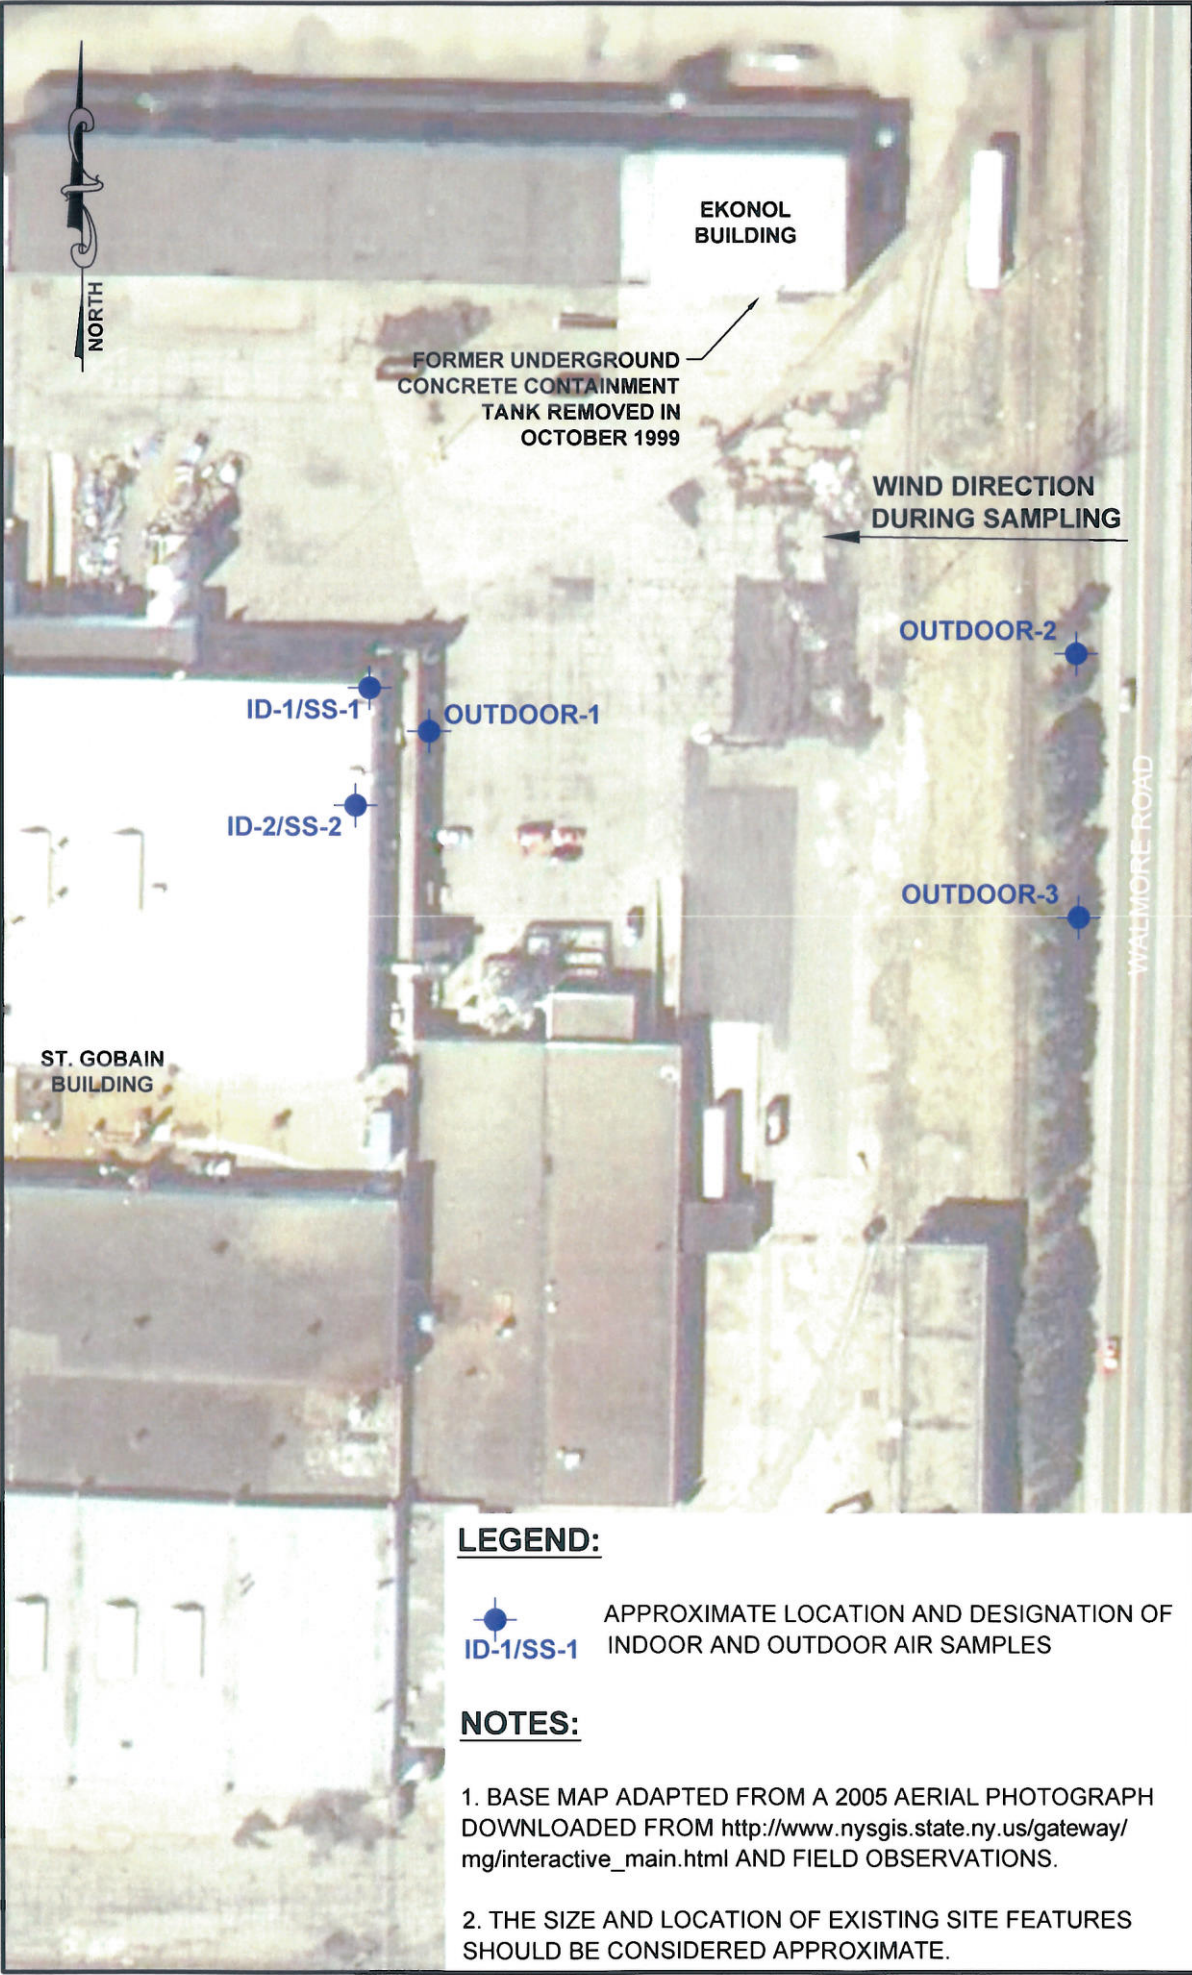 EKONOL
BUILDING
NORTH
FORMER UNDERGROUND
CONCRETE CONTAINMENT
TANK REMOVED IN
OCTOBER 1999
WIND DIRECTION
DURING SAMPLING
OUTDOOR-2
ID-1/SS-1
OUTDOOR-1
ID-2/SS-2
OUTDOOR-3
WALMORE ROAD
ST. GOBAIN
BUILDING
LEGEND:
ID-1/SS-1
APPROXIMATE LOCATION AND DESIGNATION OF
INDOOR AND OUTDOOR AIR SAMPLES
NOTES:
1. BASE MAP ADAPTED FROM A 2005 AERIAL PHOTOGRAPH
DOWNLOADED FROM http://www.nysgis.state.ny.us/gateway/
mg/interactive_main.html AND FIELD OBSERVATIONS.
2. THE SIZE AND LOCATION OF EXISTING SITE FEATURES
SHOULD BE CONSIDERED APPROXIMATE.